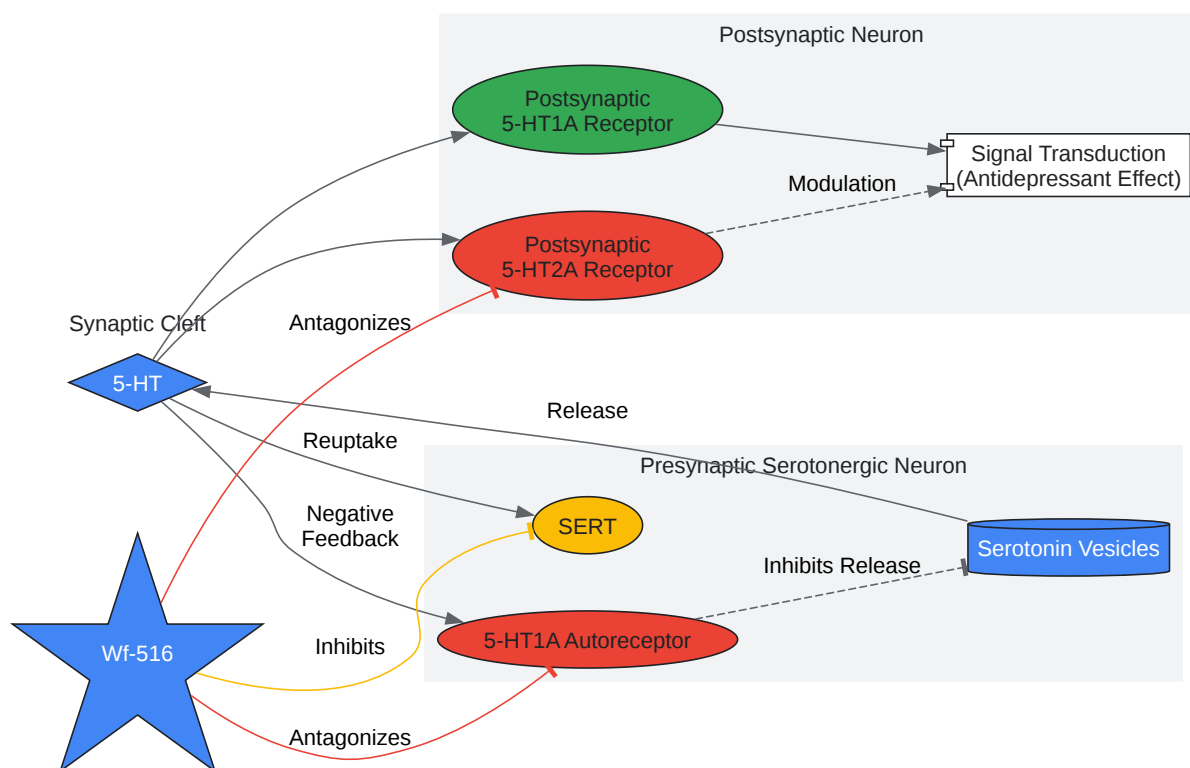 Postsynaptic Neuron
Postsynaptic
5-HT1A Receptor
Signal Transduction
(Antidepressant Effect)
Modulation
Postsynaptic
5-HT2A Receptor
Synaptic Cleft
Antagonizes
5-HT
Release
Reuptake
Presynaptic Serotonergic Neuron
Negative
Feedback
SERT
Serotonin Vesicles
Inhibits Release
Inhibits
5-HT1A Autoreceptor
Wf-516
Antagonizes